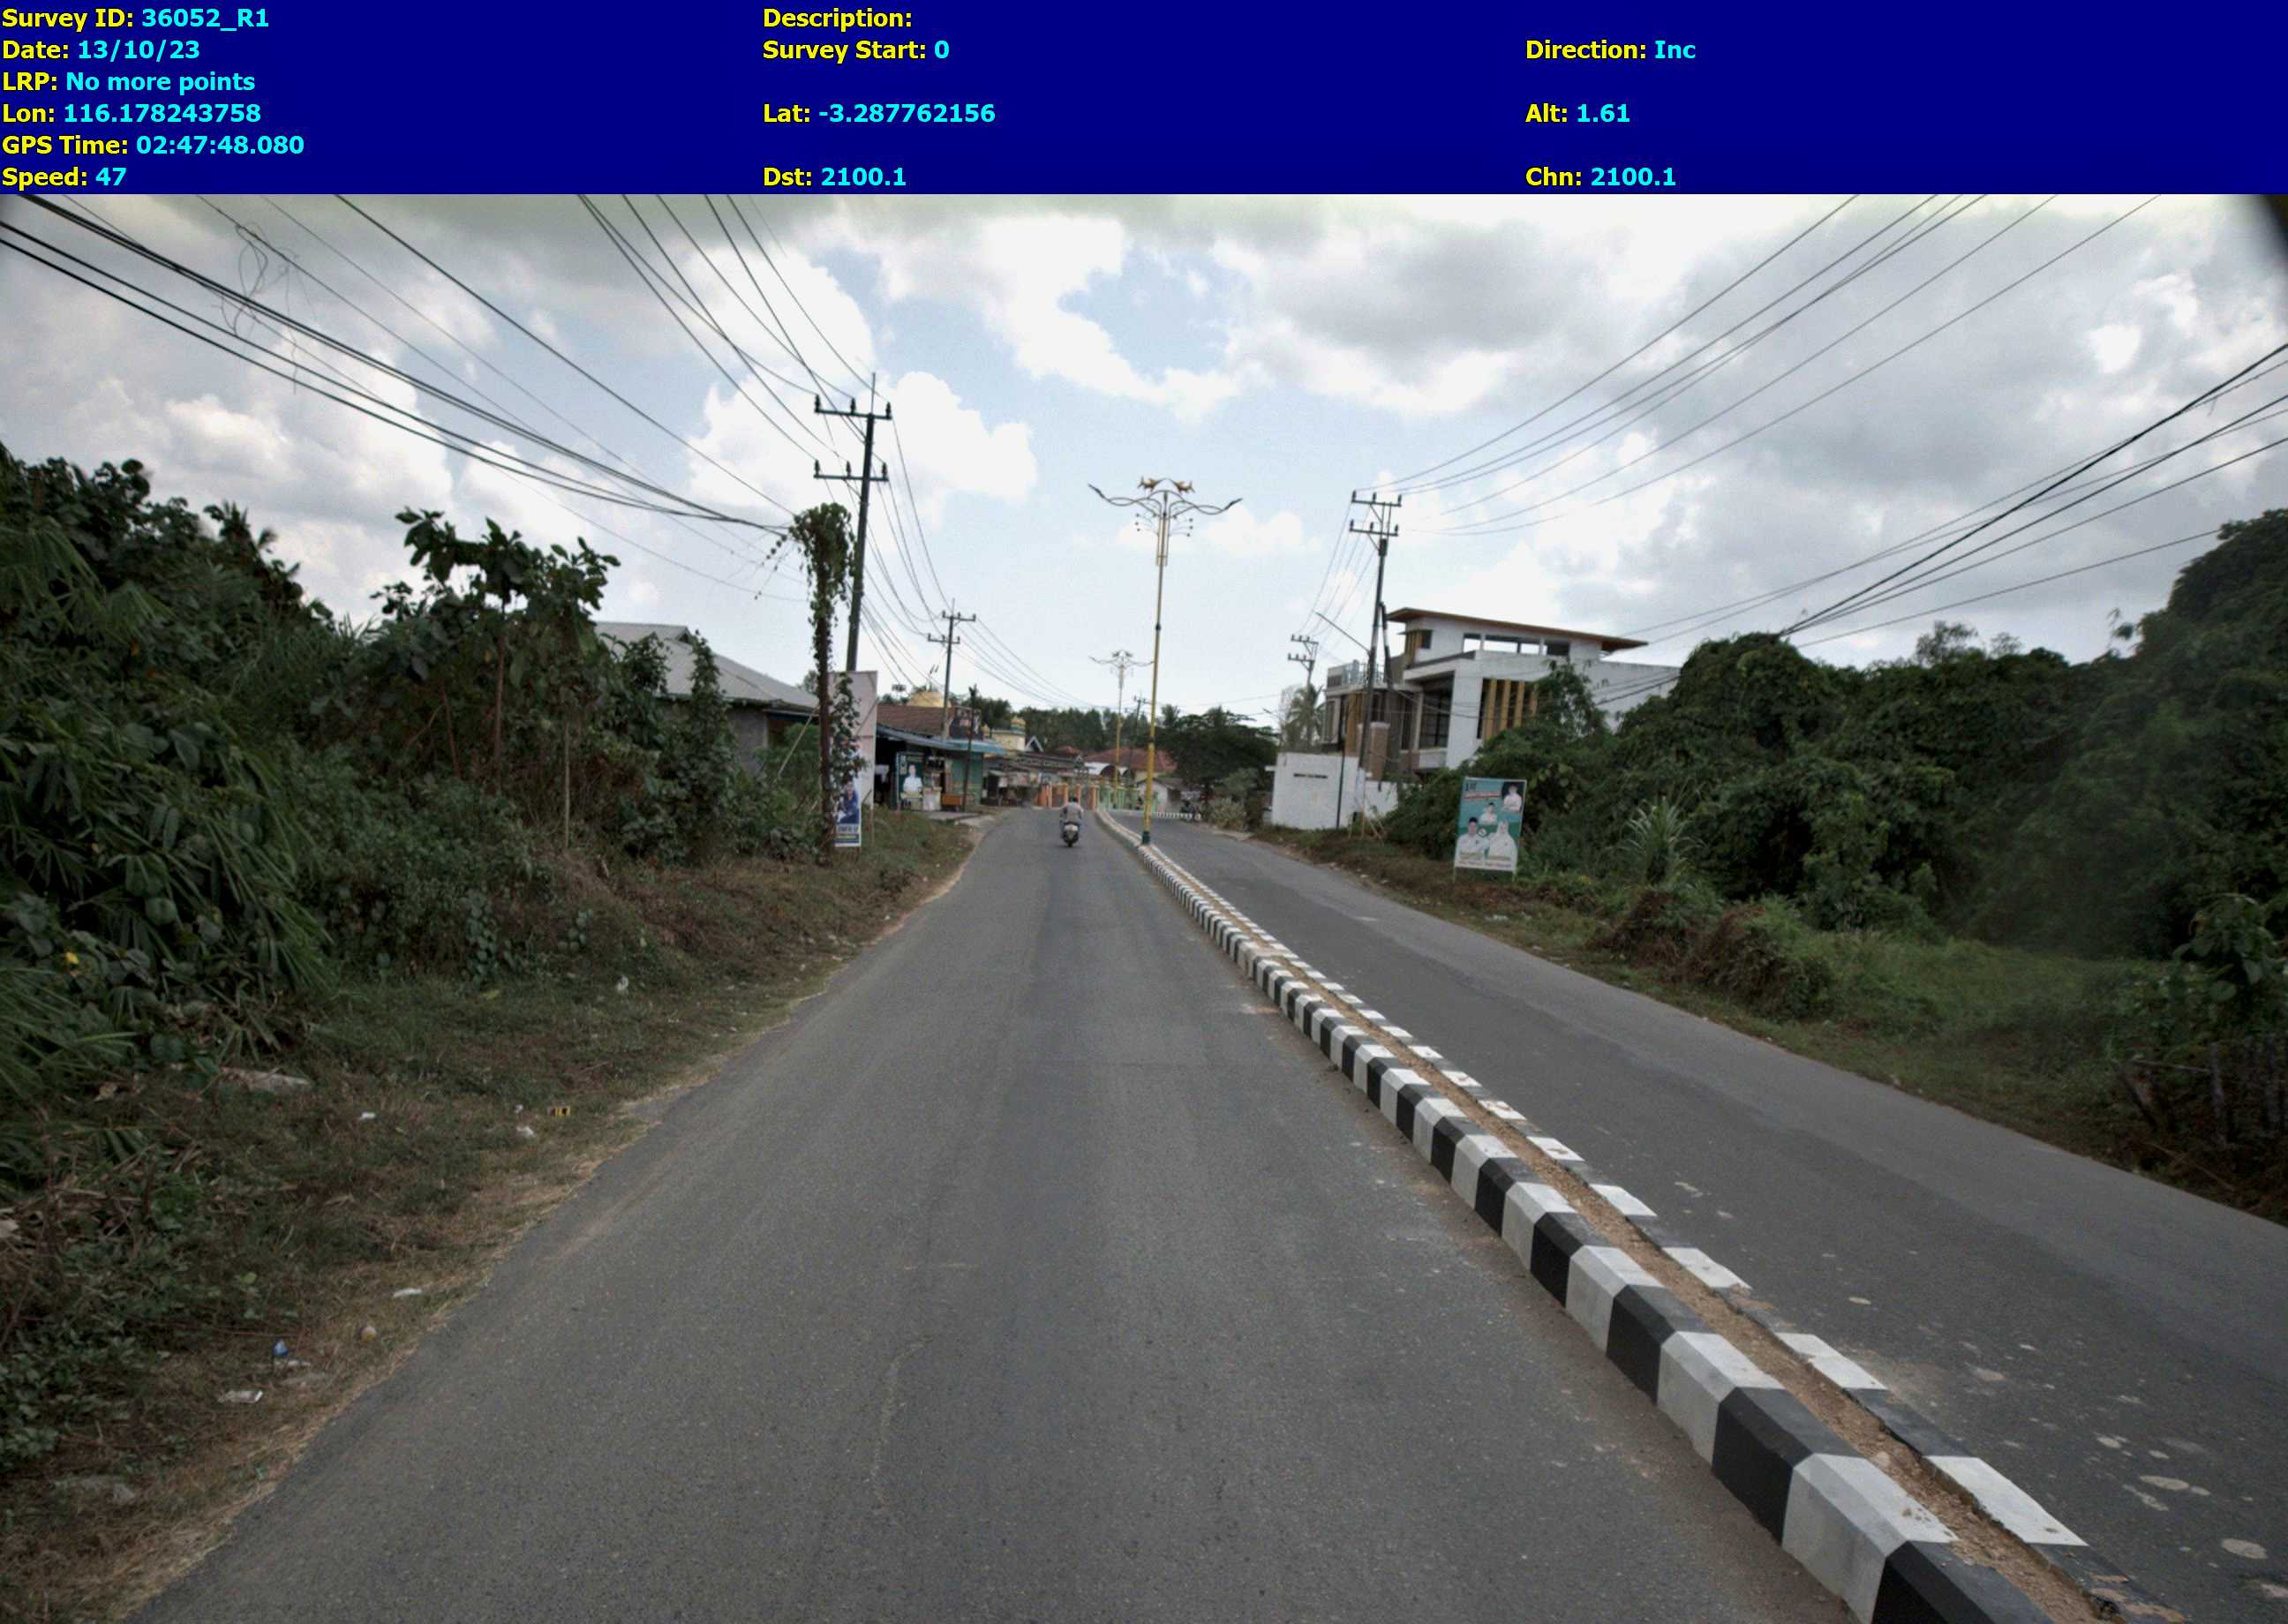 Survey ID: 36052_R1
Description:
Date: 13/10/23
Survey Start: 0
Direction: Inc
LRP: No more points
Lon: 116.178243758
Lat: -3.287762156
Alt: 1.61
GPS Time: 02:47:48.080
Speed: 47
Dst: 2100.1
Chn: 2100.1